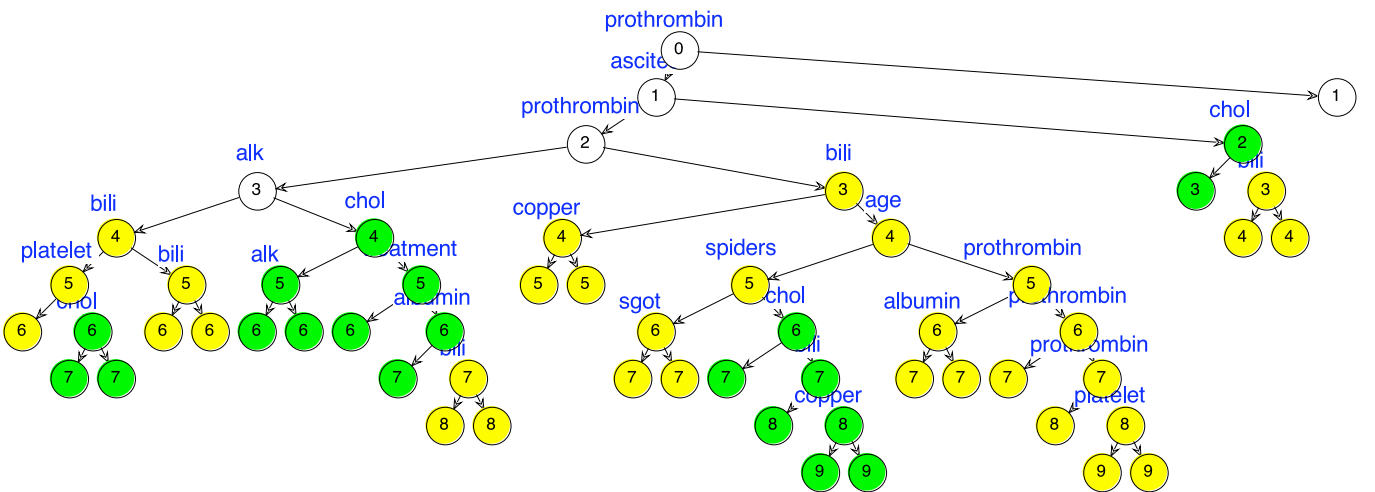 prothrombin
0
ascite
1 1
prothrombin chol
2 2
alk bili bili
3 3 3 3
bili chol copper age
4 4 4 4 4 4
platelet bili alk eatment spiders prothrombin
5 5 5 5 5 5 5 5
chol albumin sgot chol albumin prothrombin
6 6 6 6 6 6 6 6 6 6 6 6
bili bili prothrombin
7 7 7 7 7 7 7 7 7 7 7 7
copper platelet
8 8 8 8 8 8
9 9 9 9